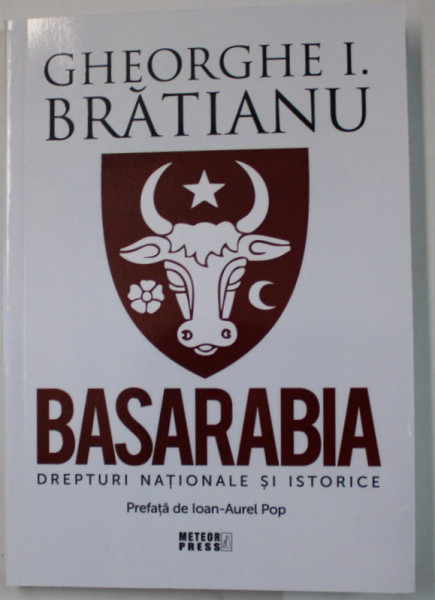 GHEORGHE I.
BRĂTIANU
BASARABIA
DREPTURI NAȚIONALE ȘI ISTORICE
Prefață de Ioan-Aurel Pop
METEOR
PRESS